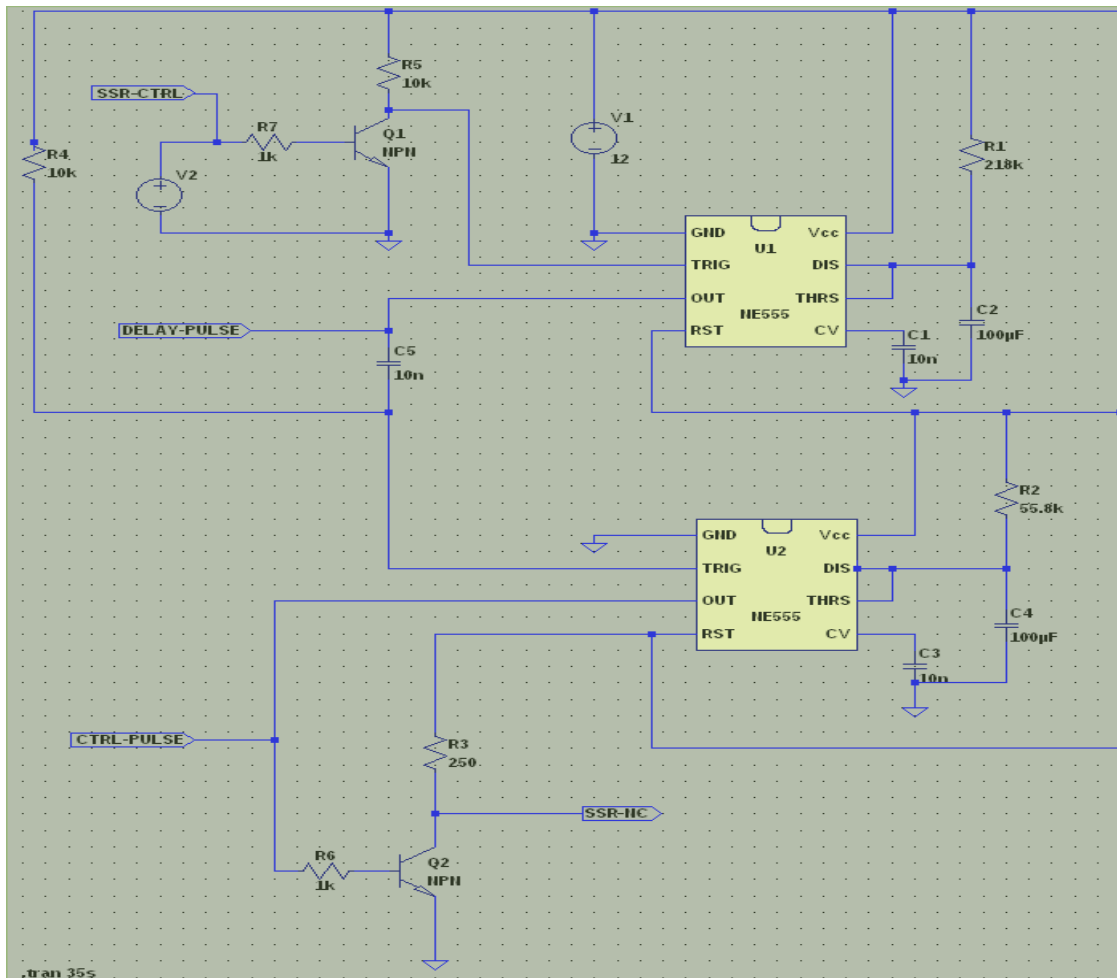 R5
10k
SSR-CTRL
R7
1k
Q1
NPN
V1
12
R4
10k
V2
R1
218k
GND
Vcc
U1
TRIG
DIS
OUT
THRS
NE555
RST
CV
DELAY-PULSE
C1
10n
C2
100µF
C5
10n
R2
55.8k
GND
Vcc
U2
TRIG
DIS
OUT
THRS
NE555
RST
CV
C4
100µF
C3
10n
CTRL-PULSE
R3
250
SSR-NC
R6
1k
Q2
NPN
.tran 35s